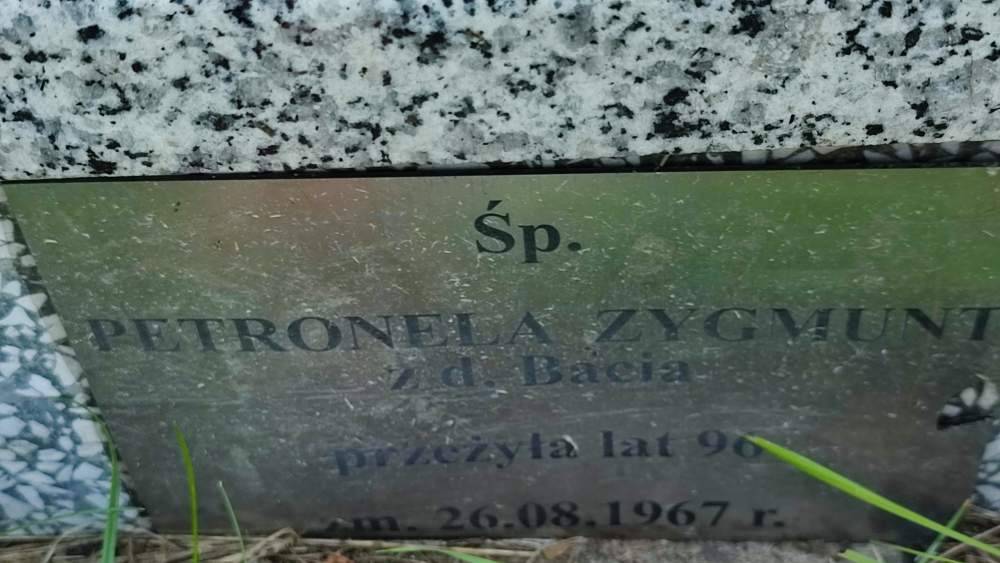 Śp.
PETRONELA ZYGMUNT
z d. Bacia
przeżyła lat 96
zm. 26.08.1967 r.